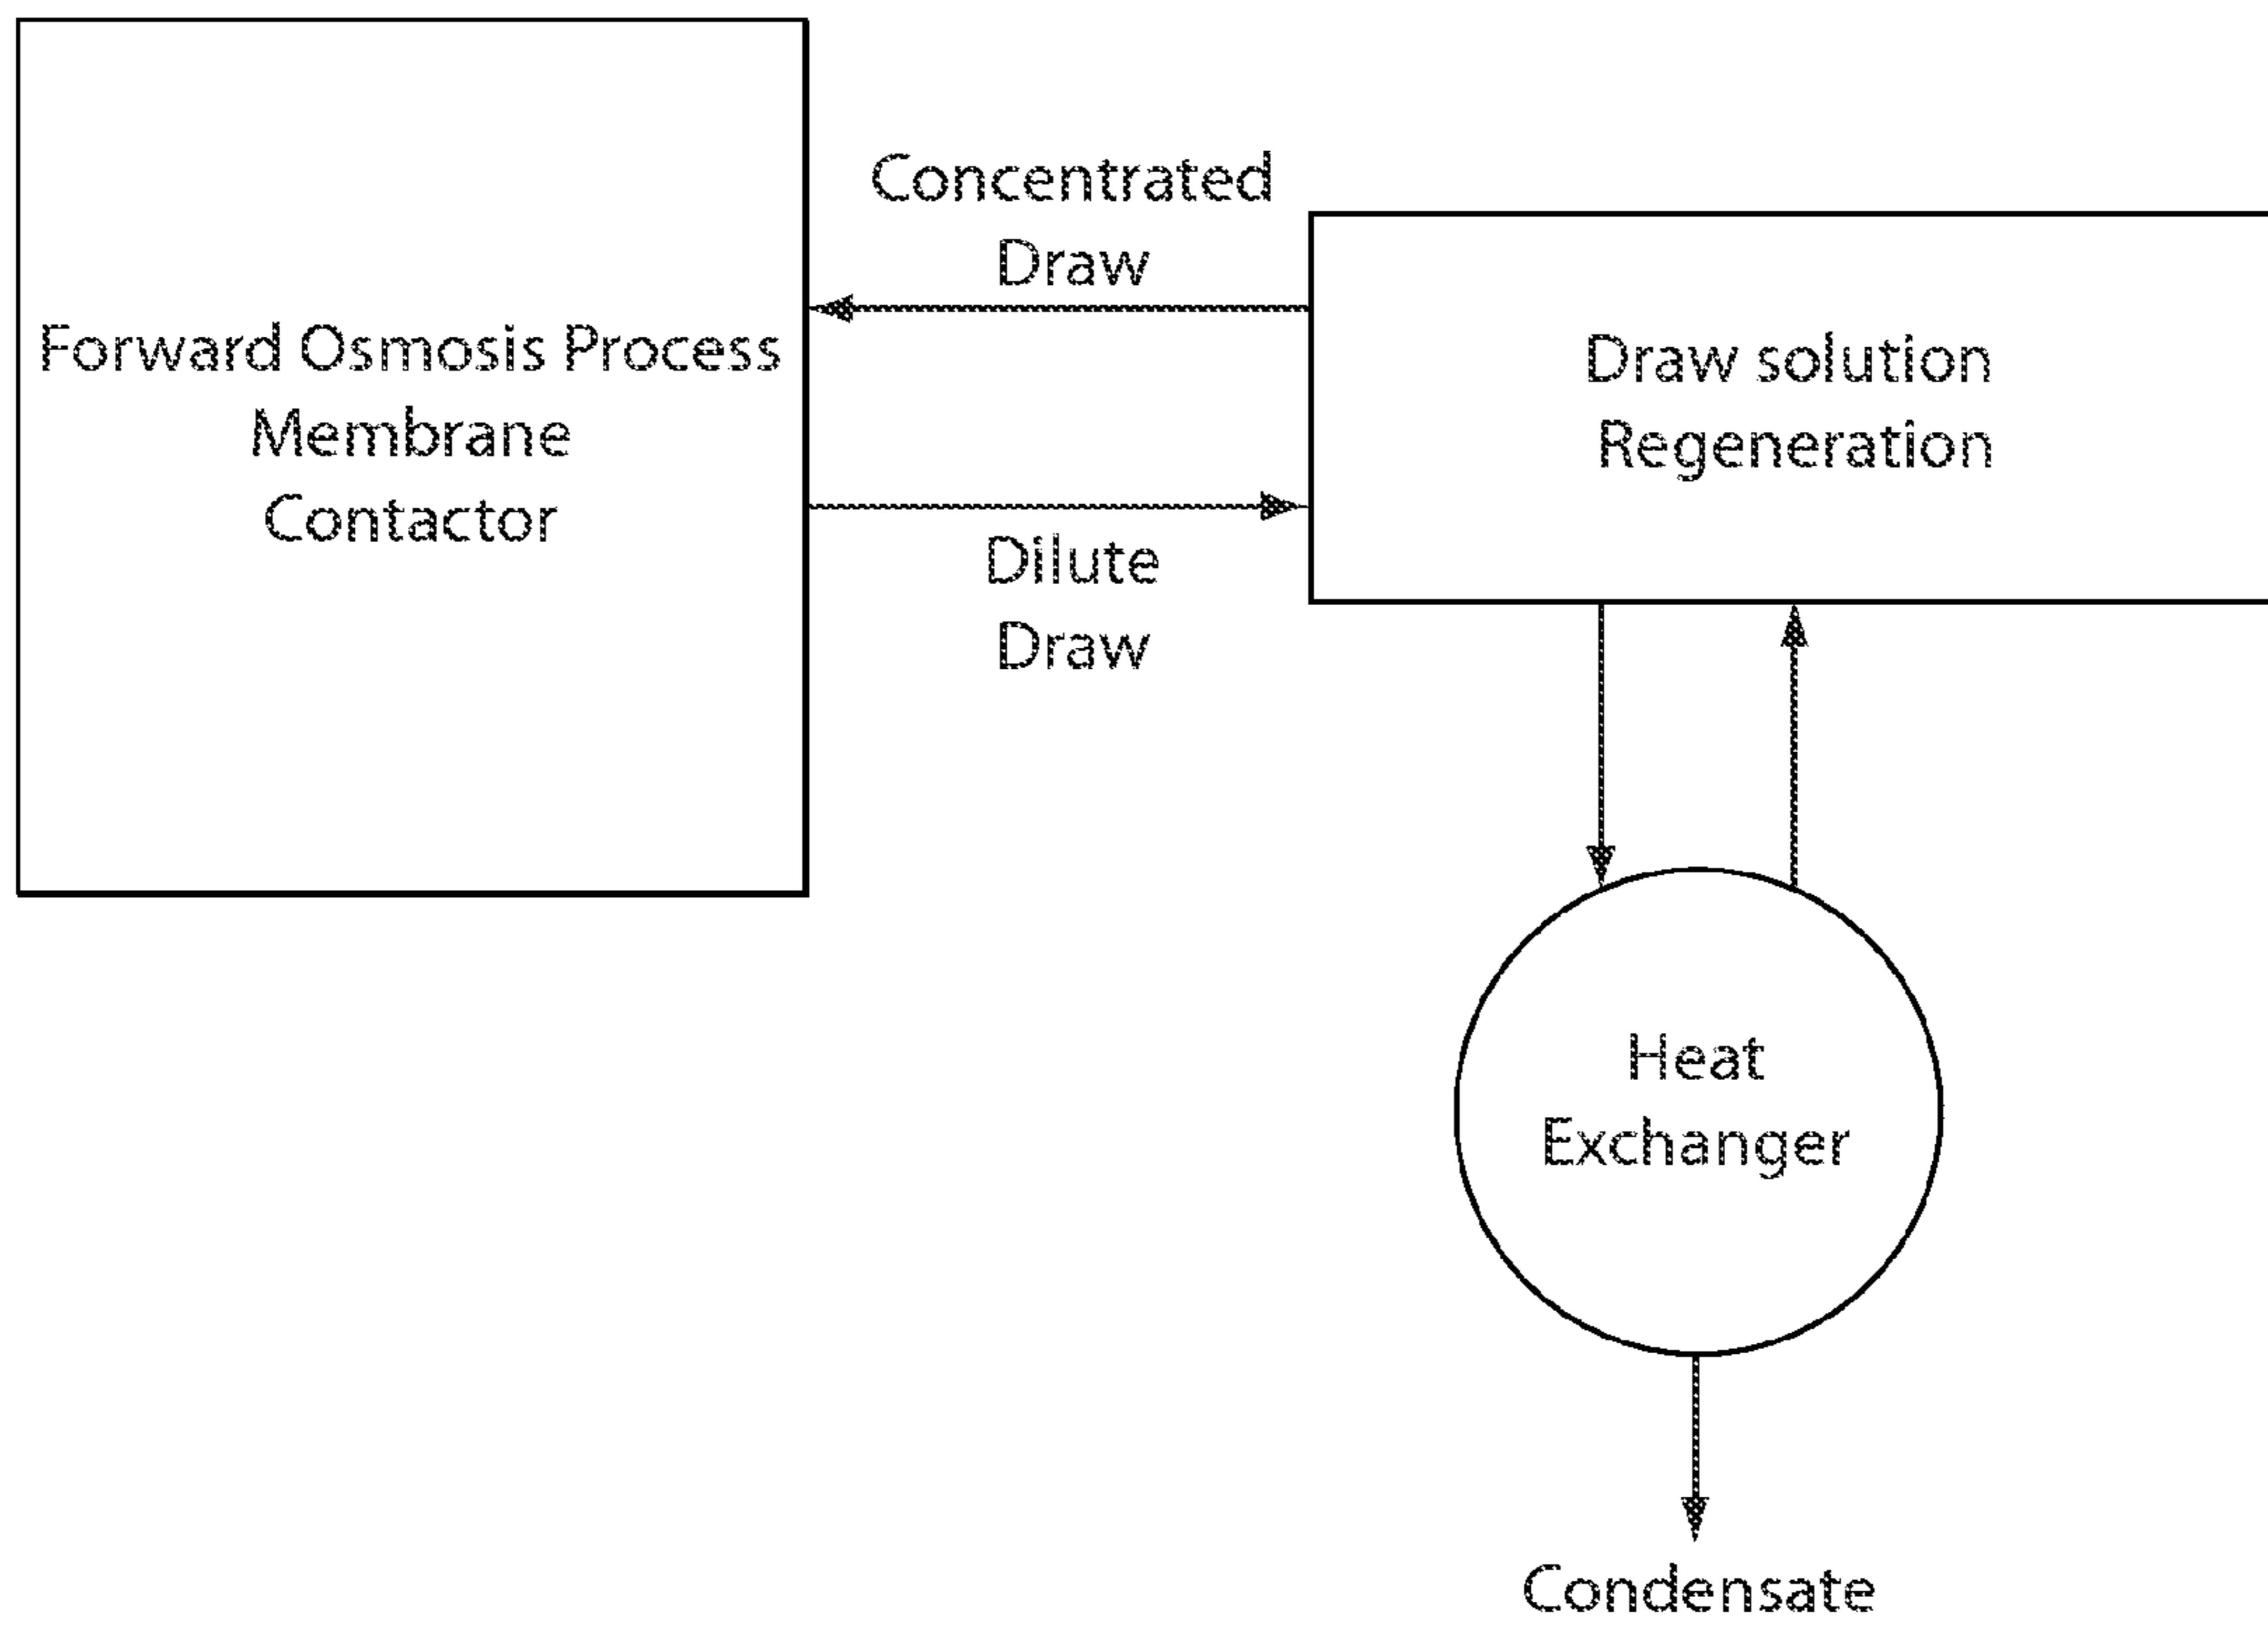 Forward Osmosis Process
Membrane
Contactor
Concentrated
Draw
Dilute
Draw
Draw solution
Regeneration
Heat
Exchanger
Condensate